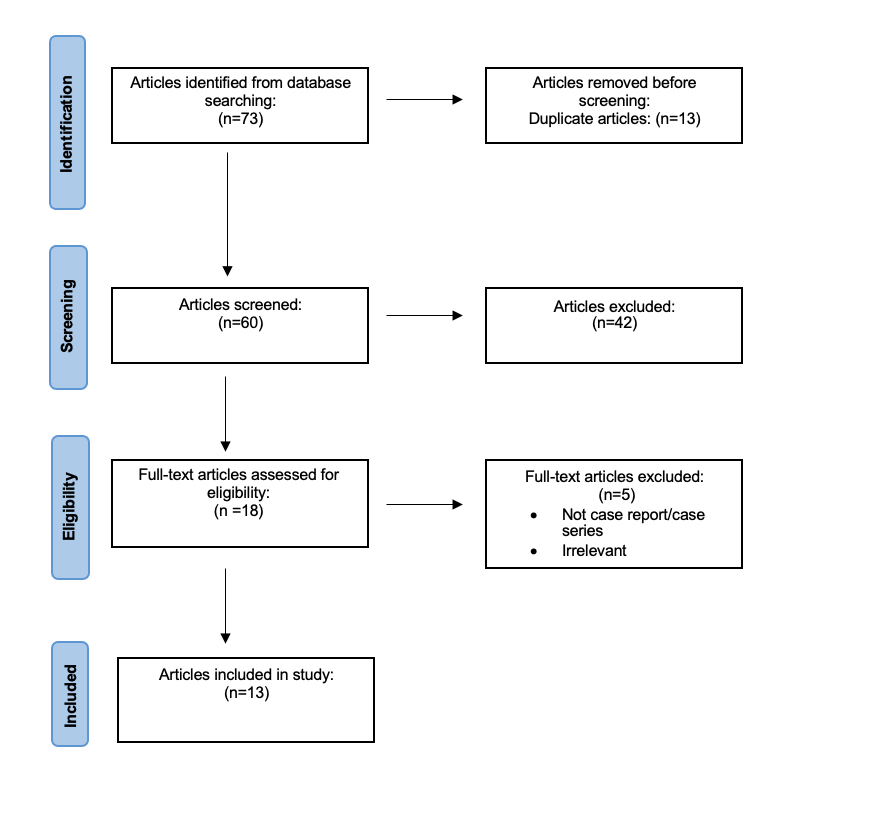 Identification
Articles identified from database
searching:
(n=73)
Articles removed before
screening:
Duplicate articles: (n=13)
Screening
Articles screened:
(n=60)
Articles excluded:
(n=42)
Eligibility
Full-text articles assessed for
eligibility:
(n =18)
Full-text articles excluded:
(n=5)
• Not case report/case
series
• Irrelevant
Included
Articles included in study:
(n=13)